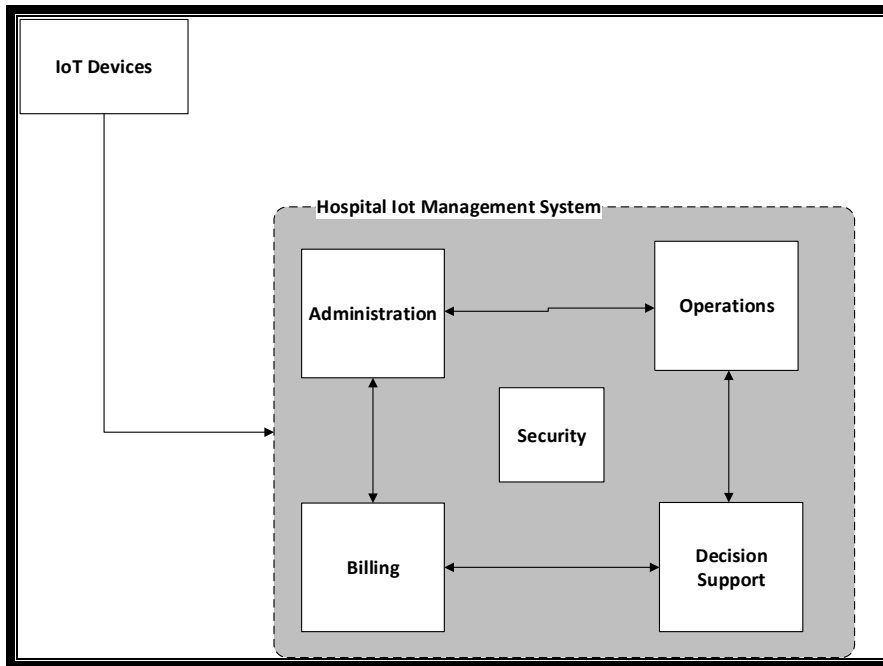 IoT Devices
Hospital Iot Management System
Administration
Operations
Security
Billing
Decision
Support